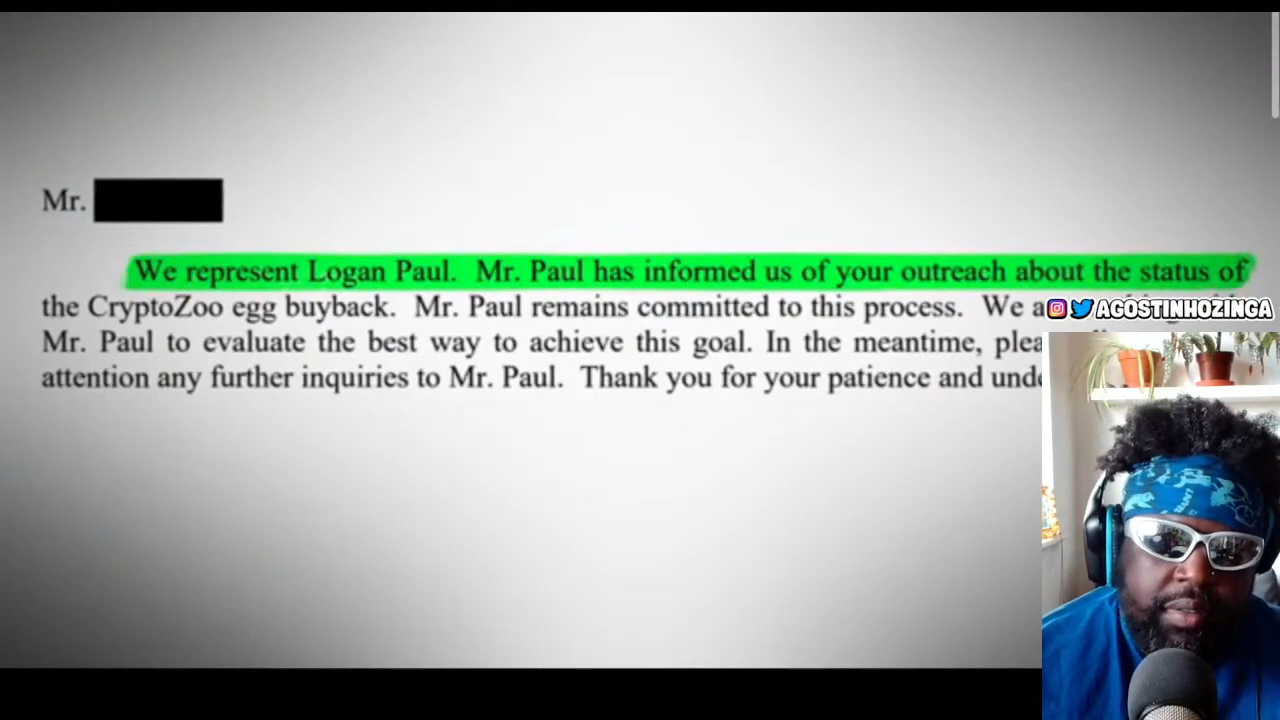 Mr.
We represent Logan Paul. Mr. Paul has informed us of your outreach about the status of
the CryptoZoo egg buyback. Mr. Paul remains committed to this process. We
AGOSTINHOZINGA
Mr. Paul to evaluate the best way to achieve this goal. In the meantime,
attention any further inquiries to Mr. Paul. Thank you for your patience and